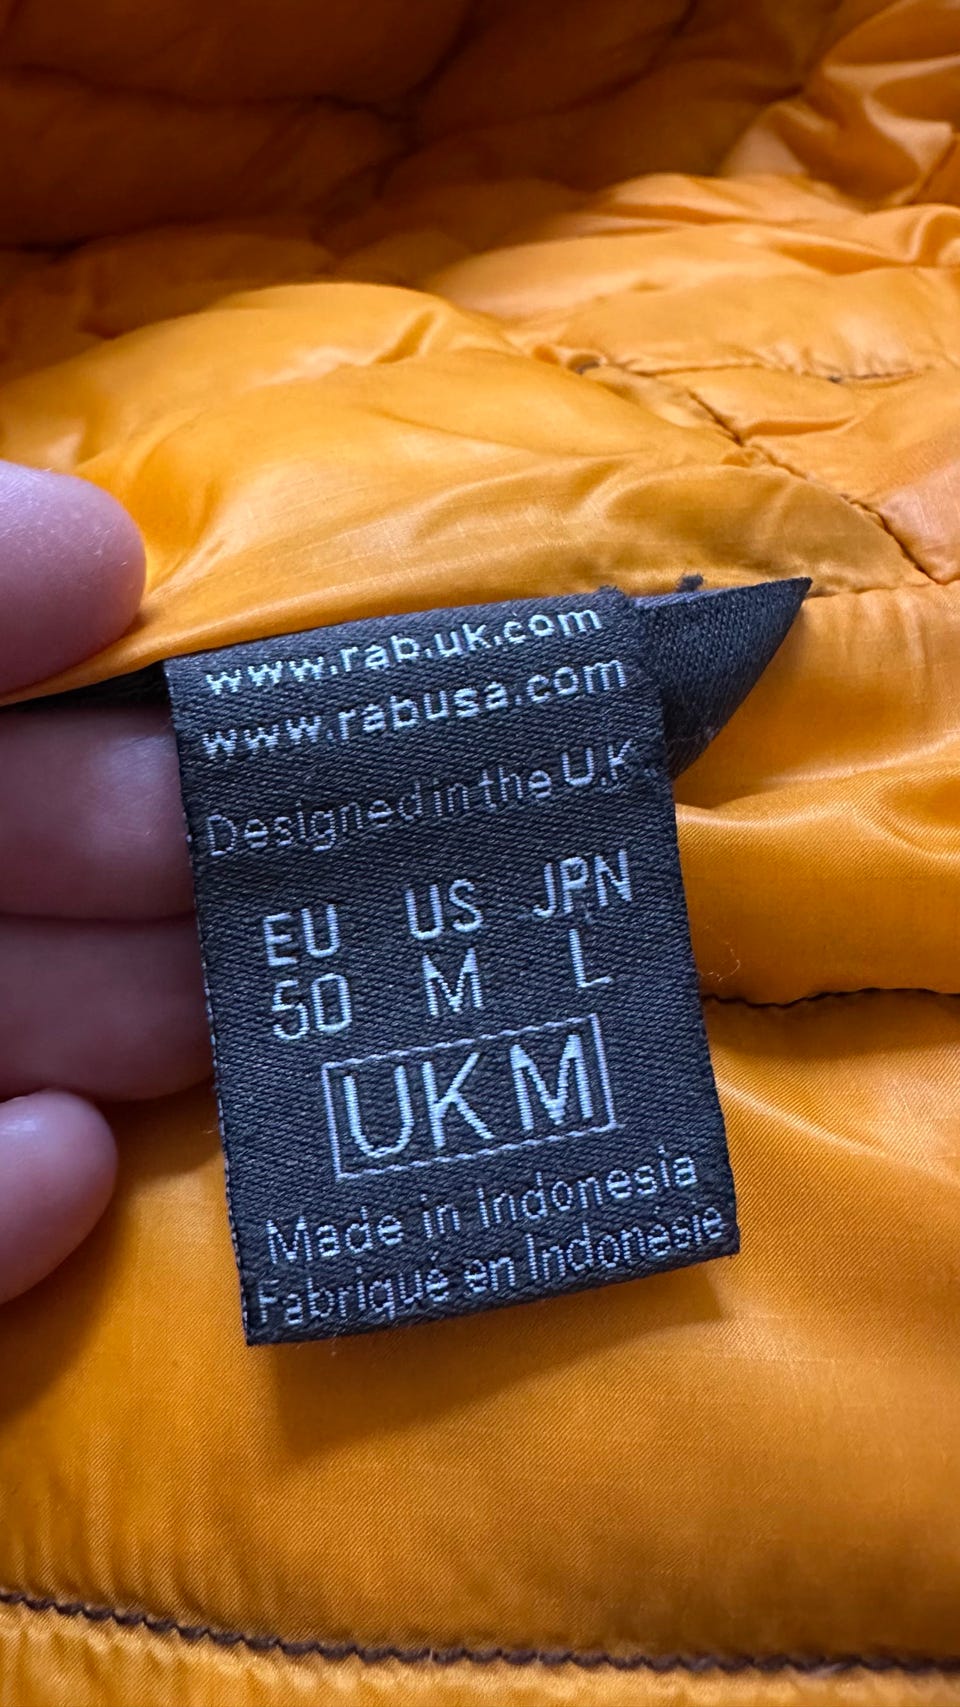 www.rab.uk.com
www.rabusa.com
Designed in the U.K
EU US JPN
50 M L
UK M
Made in Indonesia
Fabriqué en Indonésie